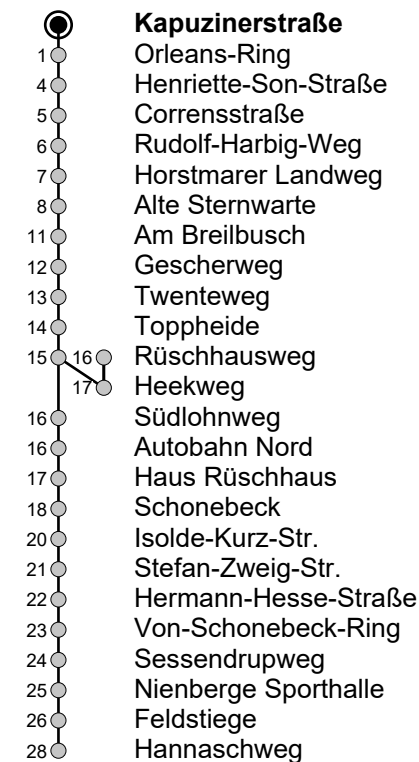 Kapuzinerstraße
1 Orleans-Ring
4 Henriette-Son-Straße
5 Corrensstraße
6 Rudolf-Harbig-Weg
7 Horstmarer Landweg
8 Alte Sternwarte
11 Am Breilbusch
12 Gescherweg
13 Twenteweg
14 Toppheide
15 16 Rüschhausweg
17 Heekweg
16 Südlohnweg
16 Autobahn Nord
17 Haus Rüschhaus
18 Schonebeck
20 Isolde-Kurz-Str.
21 Stefan-Zweig-Str.
22 Hermann-Hesse-Straße
23 Von-Schonebeck-Ring
24 Sessendrupweg
25 Nienberge Sporthalle
26 Feldstiege
28 Hannaschweg